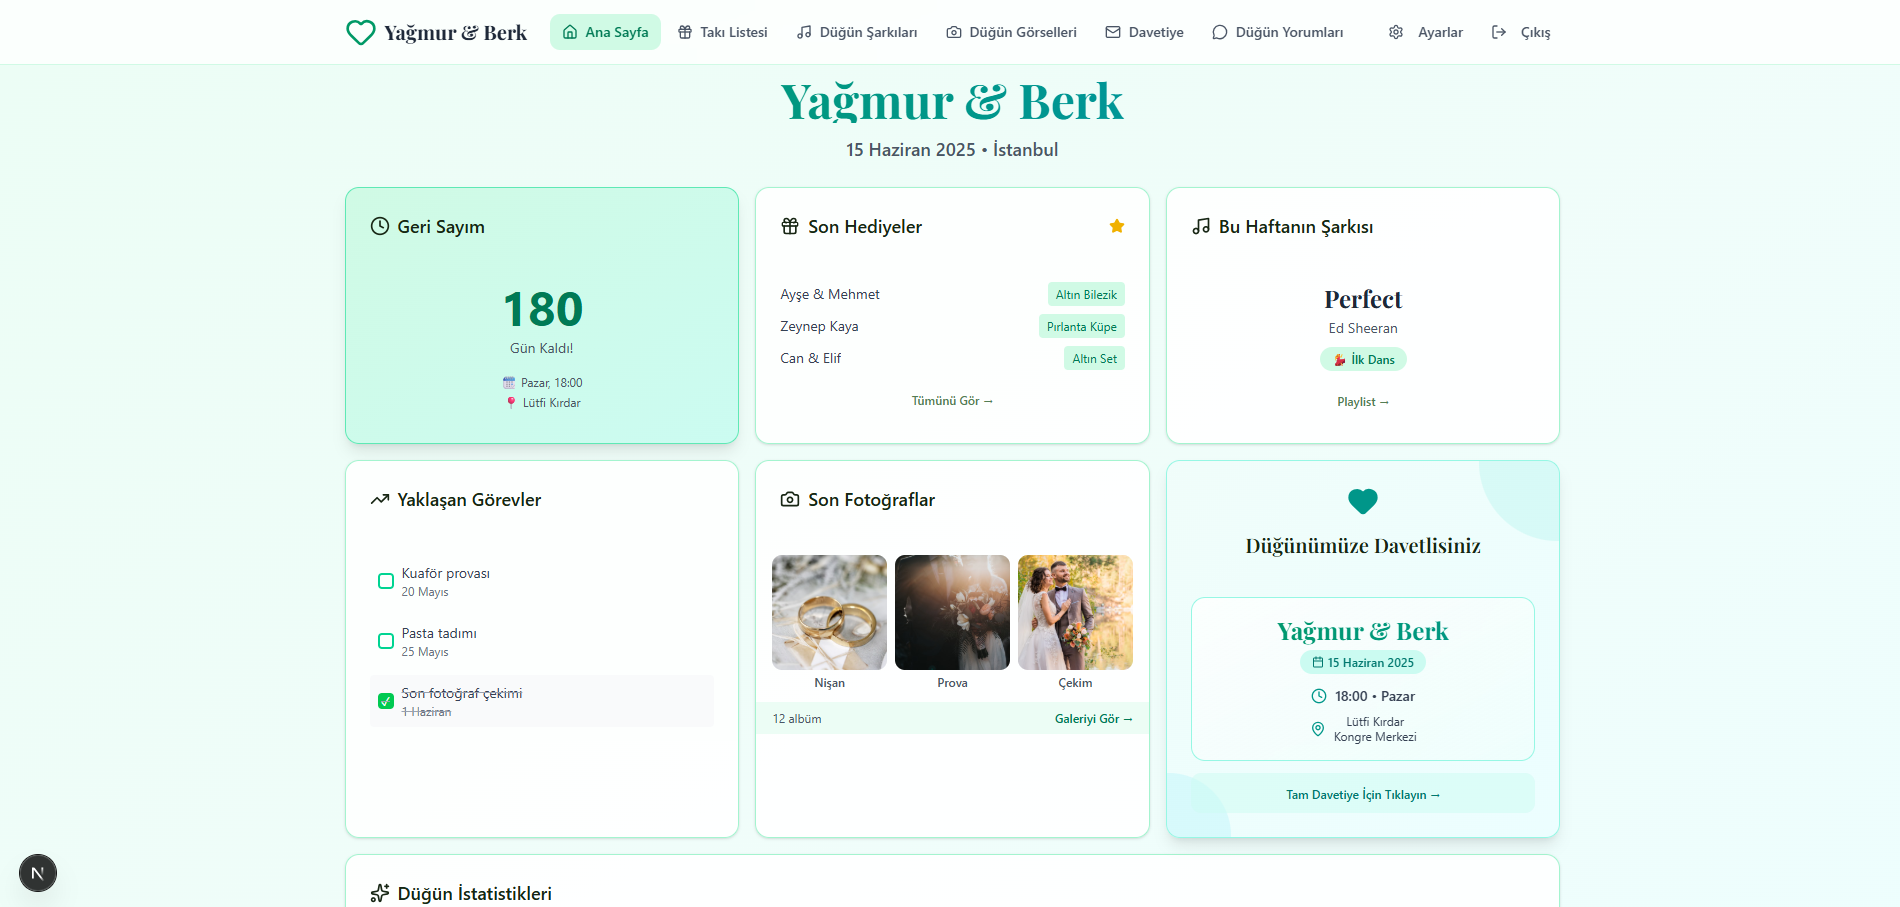 Yağmur & Berk
Ana Sayfa
Takı Listesi
Düğün Şarkıları
Düğün Görselleri
Davetiye
Düğün Yorumları
Ayarlar
Çıkış
Yağmur & Berk
15 Haziran 2025 • İstanbul
Geri Sayım
180
Gün Kaldı!
Pazar, 18:00
Lütfi Kırdar
Son Hediyeler
Ayşe & Mehmet Altın Bilezik
Zeynep Kaya Pırlanta Küpe
Can & Elif Altın Set
Tümünü Gör →
Bu Haftanın Şarkısı
Perfect
Ed Sheeran
💃 İlk Dans
Playlist →
Yaklaşan Görevler
Kuaför provası
20 Mayıs
Pasta tadımı
25 Mayıs
Son fotoğraf çekimi
1 Haziran
Son Fotoğraflar
Nişan
Prova
Çekim
12 albüm
Galeriyi Gör →
Düğünümüze Davetlisiniz
Yağmur & Berk
15 Haziran 2025
18:00 • Pazar
Lütfi Kırdar
Kongre Merkezi
Tam Davetiye İçin Tıklayın →
N
Düğün İstatistikleri